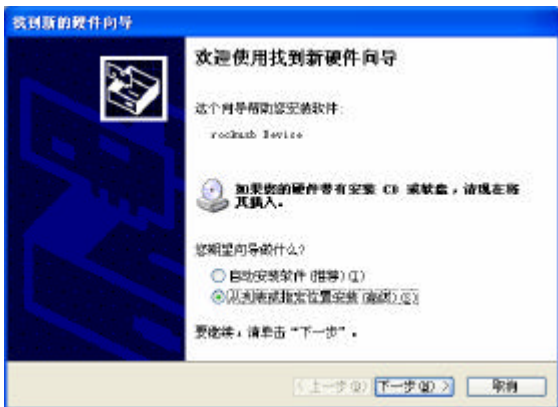 找到新的硬件向导
欢迎使用找到新硬件向导
这个向导帮助您安装软件:
rockusb Device
如果您的硬件带有安装 CD 或软盘，请现在将
其插入。
您期望向导做什么?
自动安装软件(推荐)(I)
从列表或指定位置安装(高级)(S)
要继续，请单击“下一步”。
<上一步(B) 下一步(N)> 取消